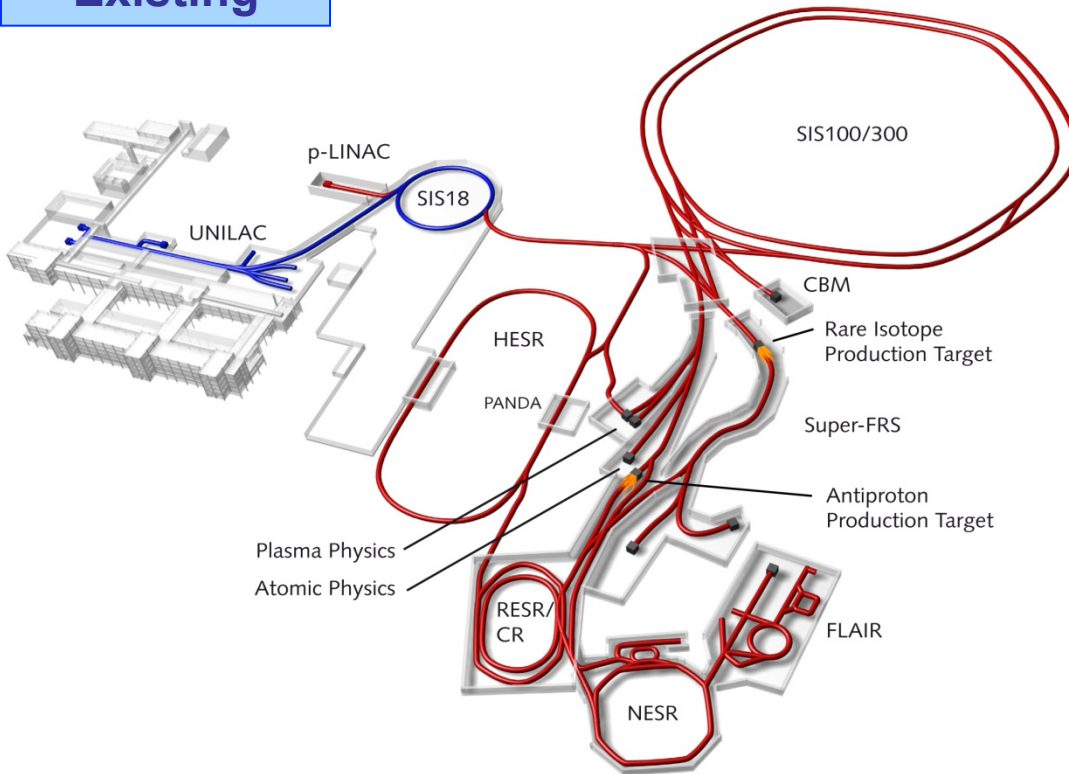 Existing
SIS100/300
p-LINAC
SIS18
UNILAC
CBM
Rare Isotope
Production Target
HESR
PANDA
Super-FRS
Antiproton
Production Target
Plasma Physics
Atomic Physics
RESR/
CR
FLAIR
NESR